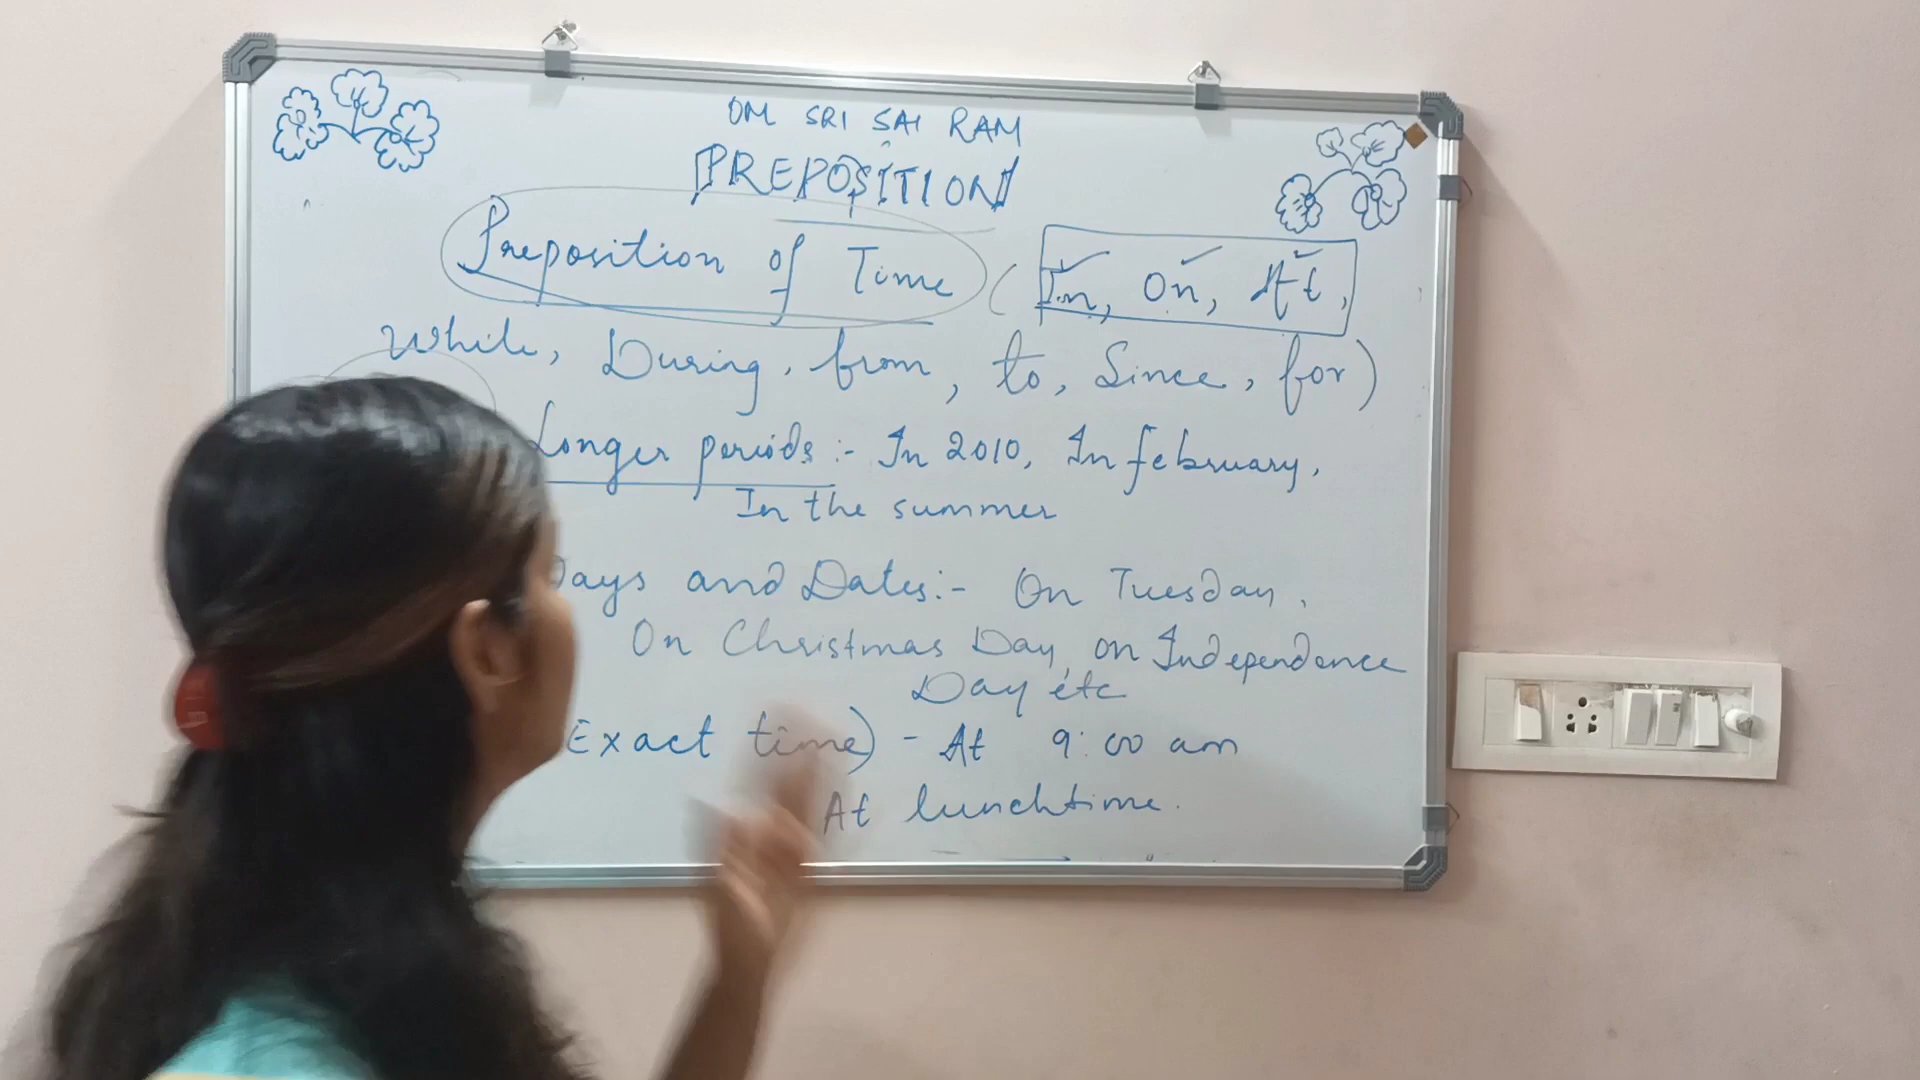 OM SRI SAI RAM
PREPOSITION
Preposition of Time (In, On, At,
While, During, from, to, Since, for)
Longer periods:- In 2010, In february,
In the summer
Days and Dates:- On Tuesday,
On Christmas Day, on Independence
Day etc
Exact time) - At 9:00 am
At lunchtime.